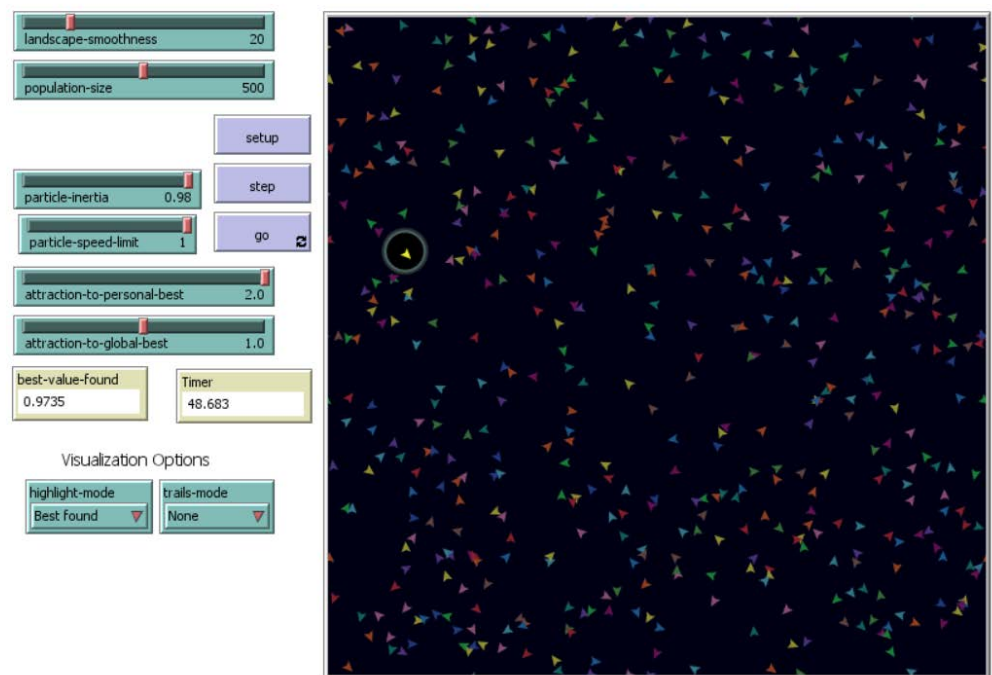 landscape-smoothness 20
population-size 500
setup
particle-inertia 0.98
step
particle-speed-limit 1
go
attraction-to-personal-best 2.0
attraction-to-global-best 1.0
best-value-found
0.9735
Timer
48.683
Visualization Options
highlight-mode
Best found
trails-mode
None